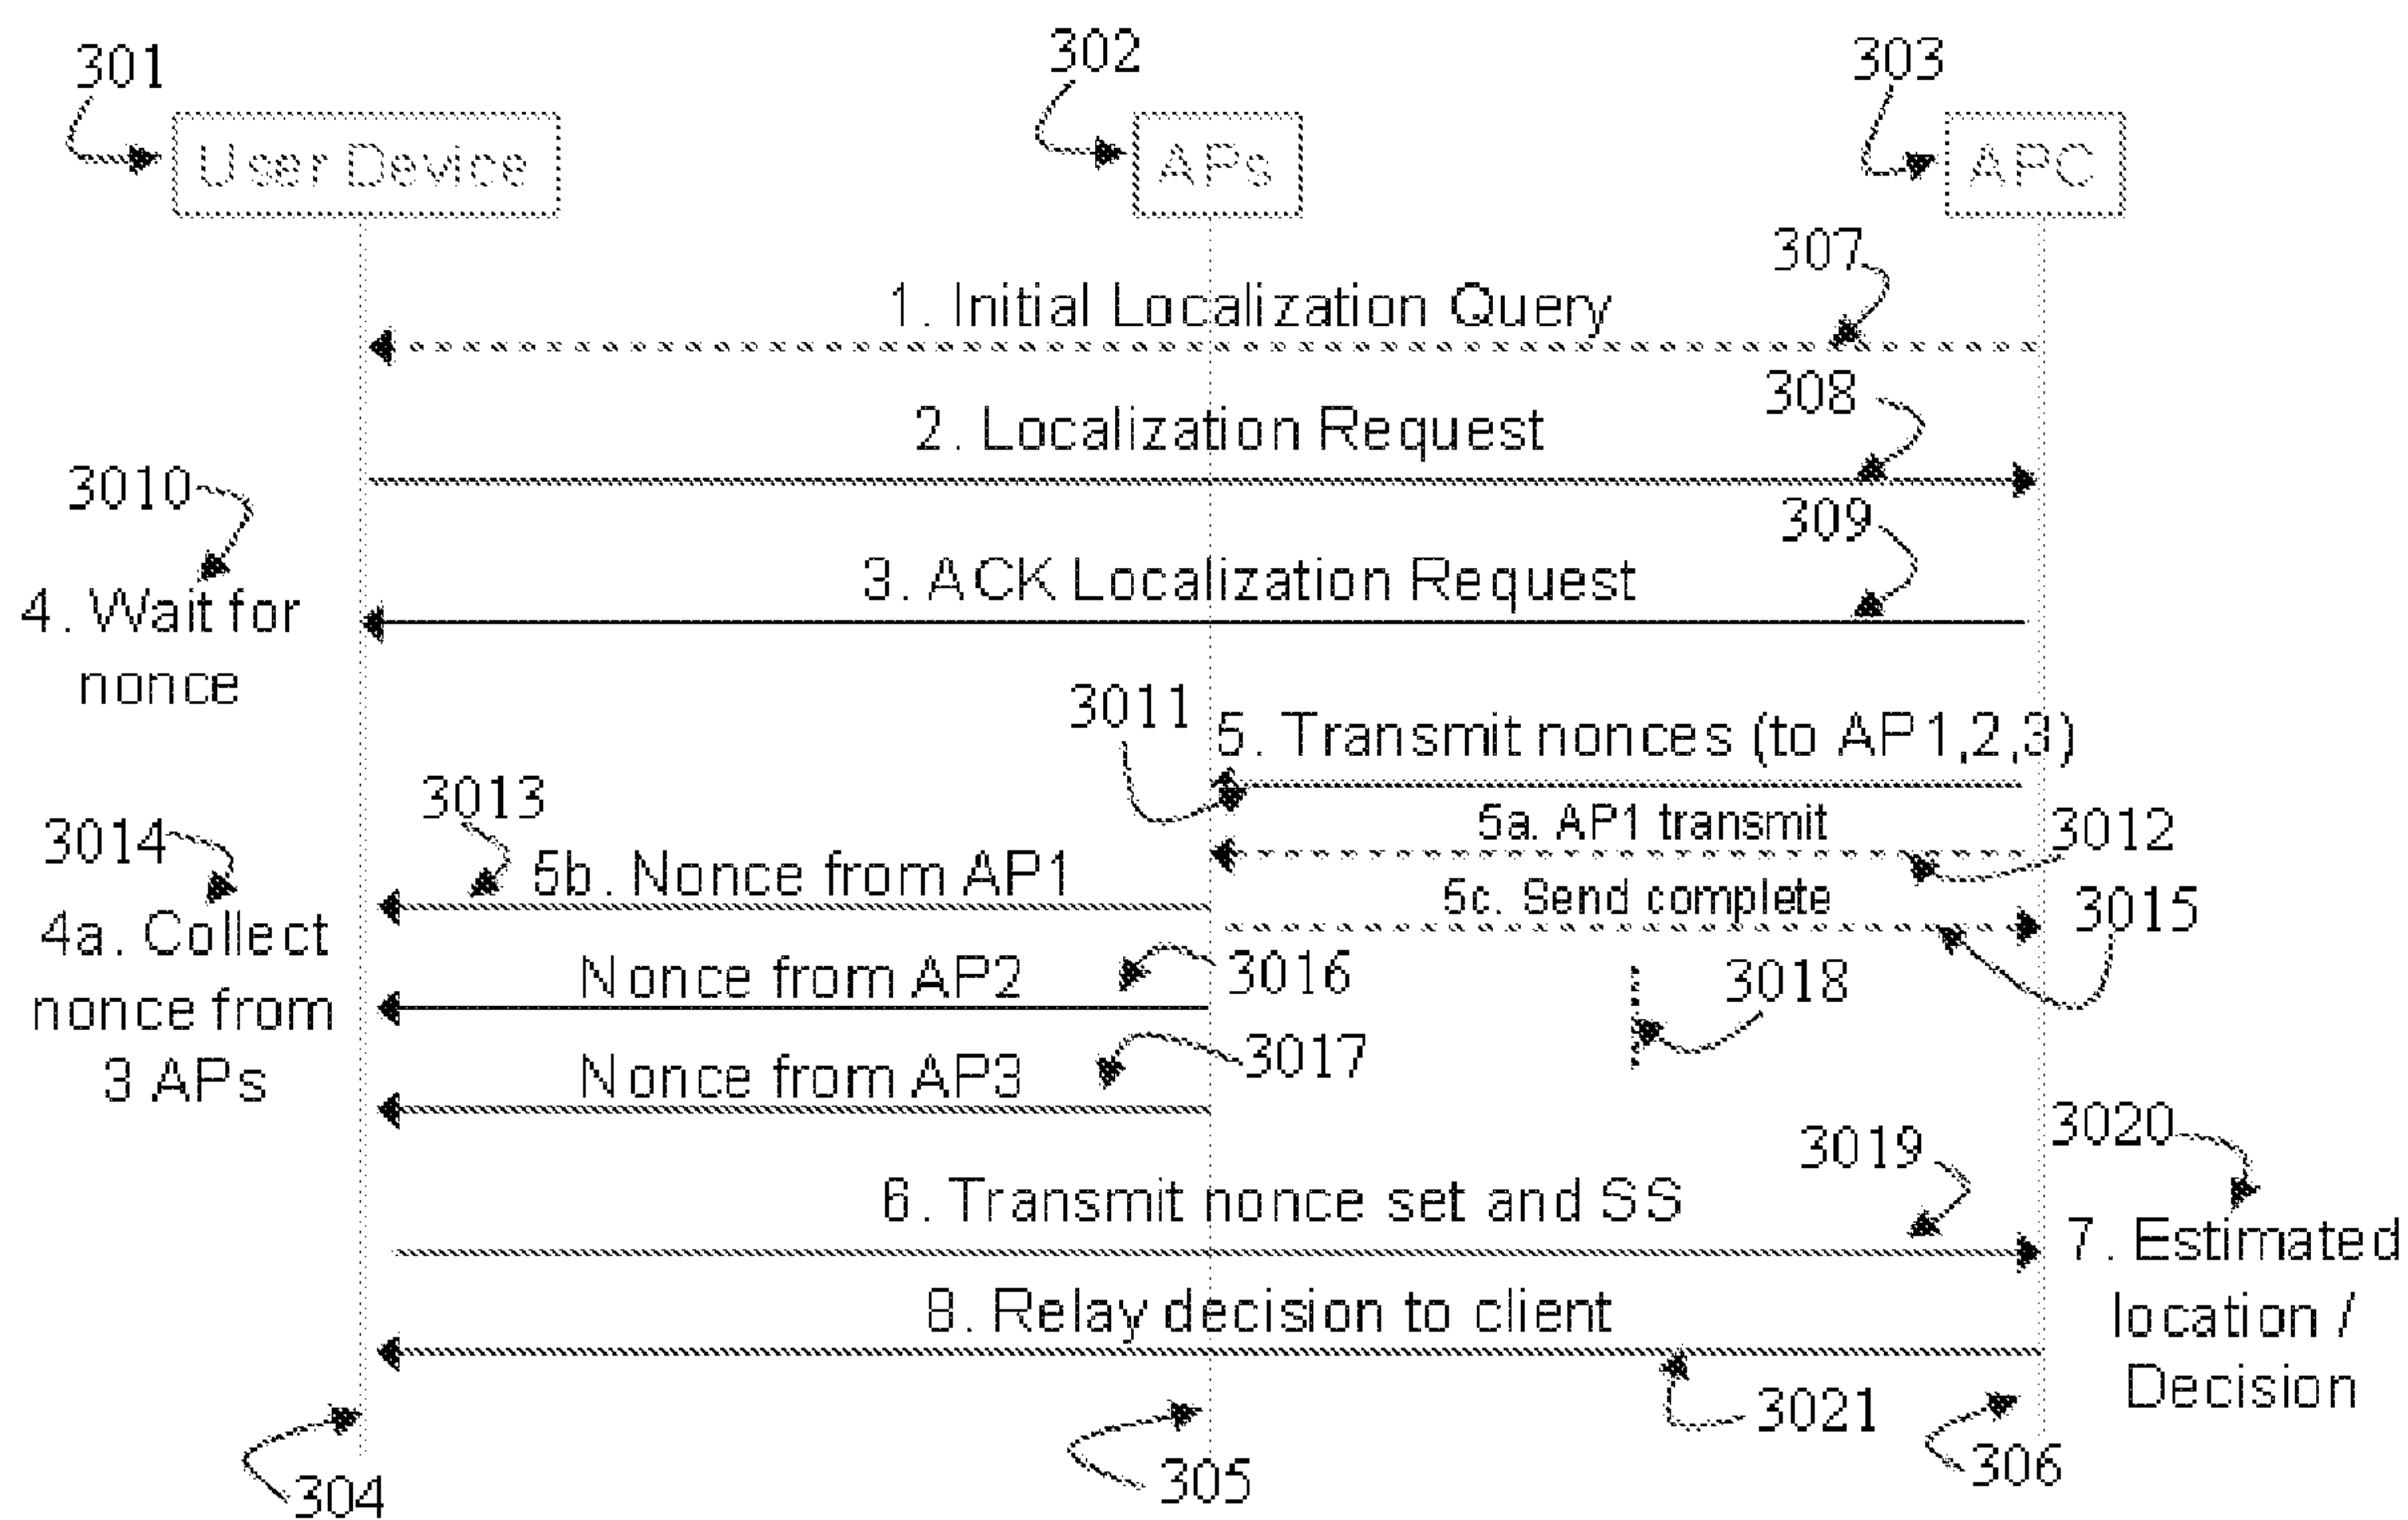 301
302
303
User Device
APs
APC
307
1. Initial Localization Query
308
2. Localization Request
3010
309
3. ACK Localization Request
4. Wait for
nonce
3011
5. Transmit nonces (to AP1,2,3)
3013
5a. AP1 transmit
3012
3014
5b. Nonce from AP1
5c. Send complete
3015
4a. Collect
nonce from
3 APs
Nonce from AP2
3016
3018
Nonce from AP3
3017
3019
3020
6. Transmit nonce set and SS
7. Estimated
location /
Decision
8. Relay decision to client
3021
304
305
306